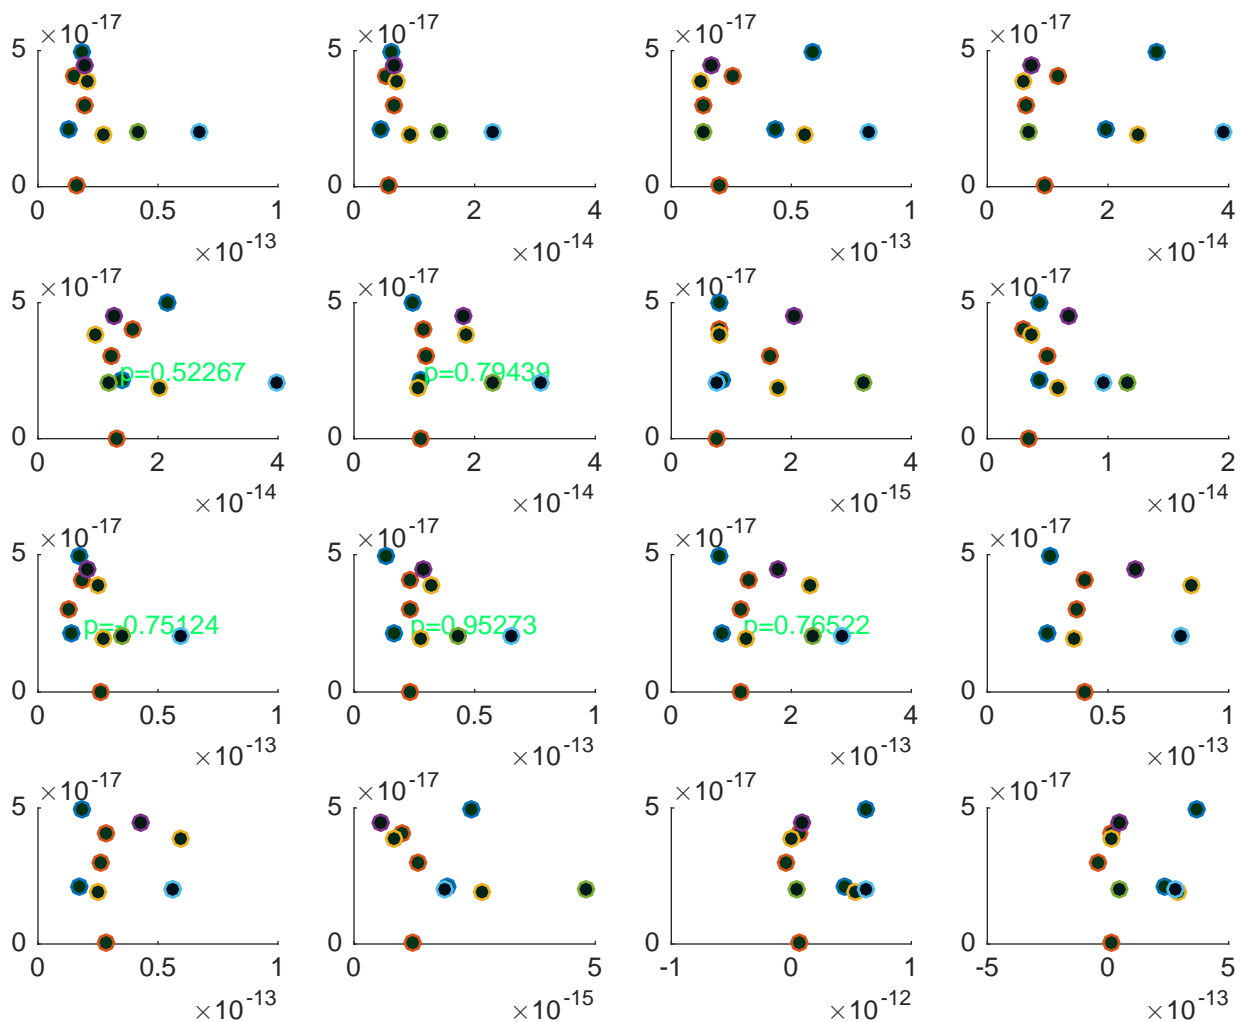 ×10-17 ×10-17 ×10-17 ×10-17
5 5 5 5
0 0 0 0
0 0.5 1 0 2 4 0 0.5 1 0 2 4
×10-13 ×10-14 ×10-13 ×10-14
×10-17 ×10-17 ×10-17 ×10-17
5 5 5 5
p=0.52267 p=0.79439
0 0 0 0
0 2 4 0 2 4 0 2 4 0 1 2
×10-14 ×10-14 ×10-15 ×10-14
×10-17 ×10-17 ×10-17 ×10-17
5 5 5 5
p=-0.75124 p=0.95273 p=0.76522
0 0 0 0
0 0.5 1 0 0.5 1 0 2 4 0 0.5 1
×10-13 ×10-13 ×10-13 ×10-13
×10-17 ×10-17 ×10-17 ×10-17
5 5 5 5
0 0 0 0
0 0.5 1 0 5 -1 0 1 -5 0 5
×10-13 ×10-15 ×10-12 ×10-13